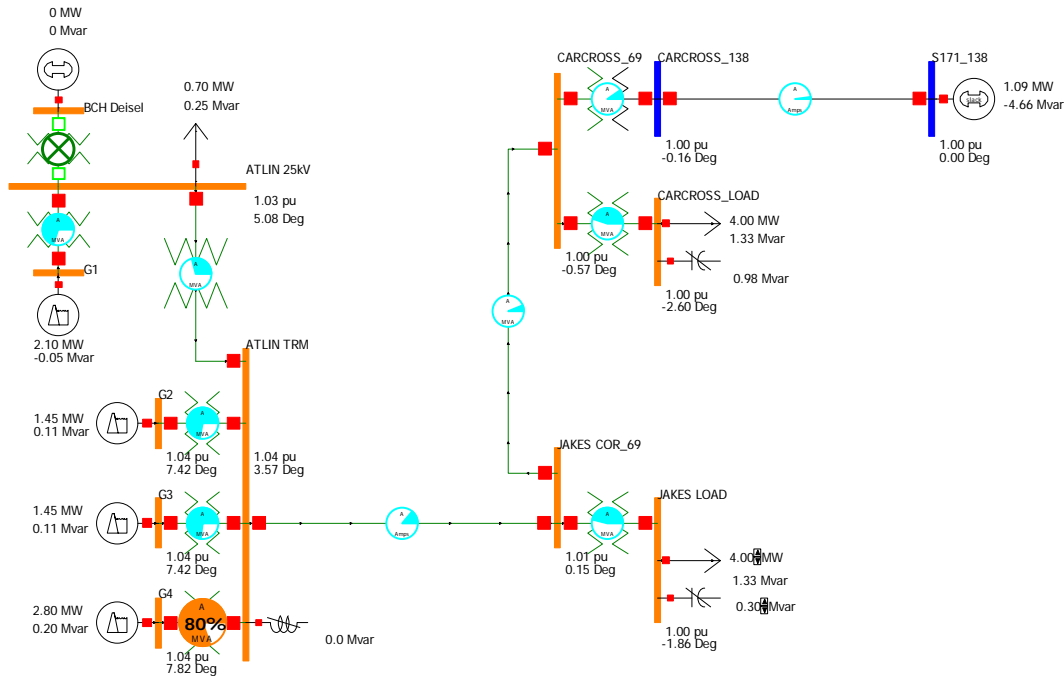 0 MW
0 Mvar
BCH Deisel
0.70 MW
0.25 Mvar
ATLIN 25kV
1.03 pu
5.08 Deg
A
MVA
G1
2.10 MW
-0.05 Mvar
A
MVA
ATLIN TRM
G2
1.45 MW
0.11 Mvar
A
MVA
1.04 pu
7.42 Deg
1.04 pu
3.57 Deg
G3
1.45 MW
0.11 Mvar
A
MVA
1.04 pu
7.42 Deg
A
Amps
G4
2.80 MW
0.20 Mvar
A
80%
MVA
1.04 pu
7.82 Deg
0.0 Mvar
CARCROSS_69
CARCROSS_138
S171_138
A
MVA
A
Amps
slack
1.09 MW
-4.66 Mvar
1.00 pu
-0.16 Deg
1.00 pu
0.00 Deg
CARCROSS_LOAD
A
MVA
4.00 MW
1.33 Mvar
1.00 pu
-0.57 Deg
0.98 Mvar
1.00 pu
-2.60 Deg
A
MVA
JAKES COR_69
JAKES LOAD
A
MVA
1.01 pu
0.15 Deg
4.00 MW
1.33 Mvar
0.30 Mvar
1.00 pu
-1.86 Deg